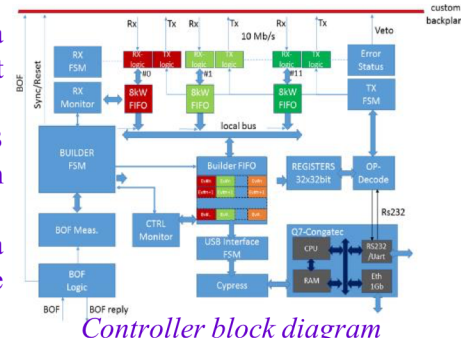 custom
backplan
Rx
Tx
Rx
Tx
10 Mb/s
Rx
Tx
Veto
BOF
Sync/Reset
RX
FSM
RX-
logic
TX
logic
RX-
logic
TX
logic
RX-
logic
TX
logic
Error
Status
#0
#1
#11
RX
Monitor
8kW
FIFO
8kW
FIFO
8kW
FIFO
TX
FSM
local bus
BUILDER
FSM
Builder FIFO
REGISTERS
32x32bit
OP-
Decode
Rs232
BOF Meas.
CTRL
Monitor
USB Interface
FSM
Q7-Congatec
CPU
RS232
/Uart
BOF
Logic
Cypress
RAM
Eth
1Gb
BOF
BOF reply
Controller block diagram